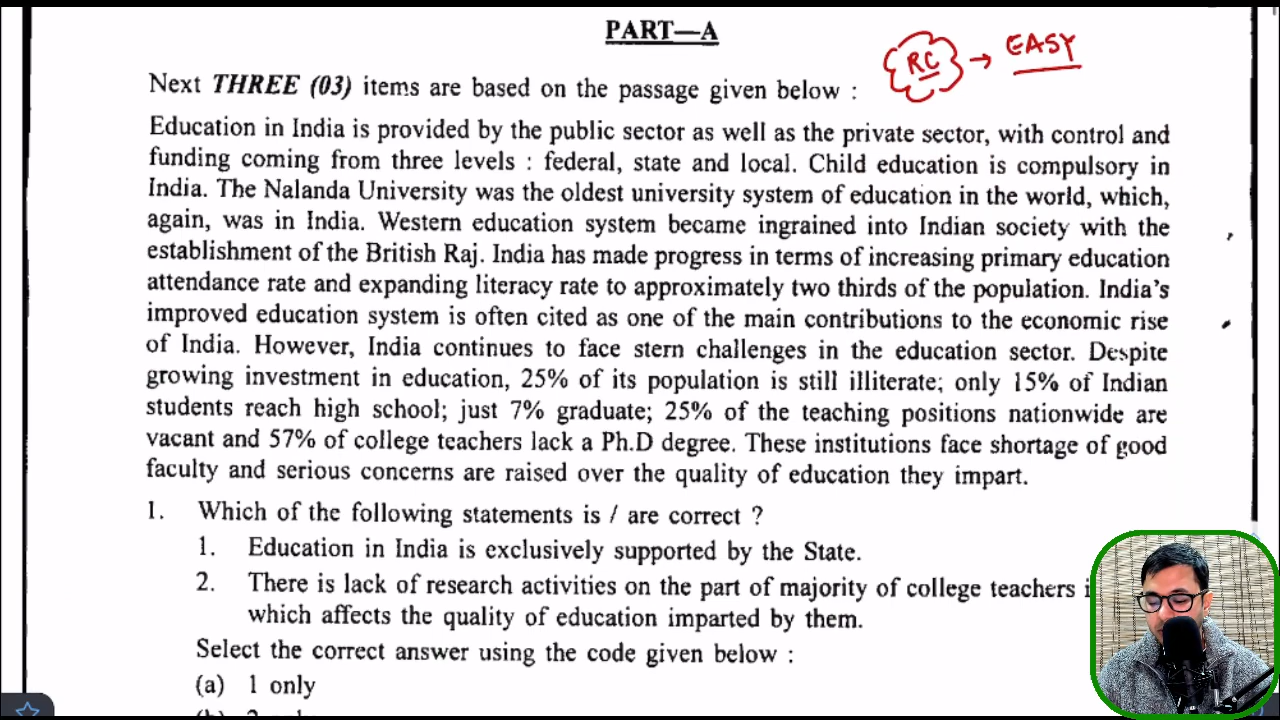 PART—A
RC → EASY
Next THREE (03) items are based on the passage given below :
Education in India is provided by the public sector as well as the private sector, with control and
funding coming from three levels : federal, state and local. Child education is compulsory in
India. The Nalanda University was the oldest university system of education in the world, which,
again, was in India. Western education system became ingrained into Indian society with the
establishment of the British Raj. India has made progress in terms of increasing primary education
attendance rate and expanding literacy rate to approximately two thirds of the population. India's
improved education system is often cited as one of the main contributions to the economic rise
of India. However, India continues to face stern challenges in the education sector. Despite
growing investment in education, 25% of its population is still illiterate; only 15% of Indian
students reach high school; just 7% graduate; 25% of the teaching positions nationwide are
vacant and 57% of college teachers lack a Ph.D degree. These institutions face shortage of good
faculty and serious concerns are raised over the quality of education they impart.
1. Which of the following statements is / are correct ?
1. Education in India is exclusively supported by the State.
2. There is lack of research activities on the part of majority of college teachers
which affects the quality of education imparted by them.
Select the correct answer using the code given below :
(a) 1 only